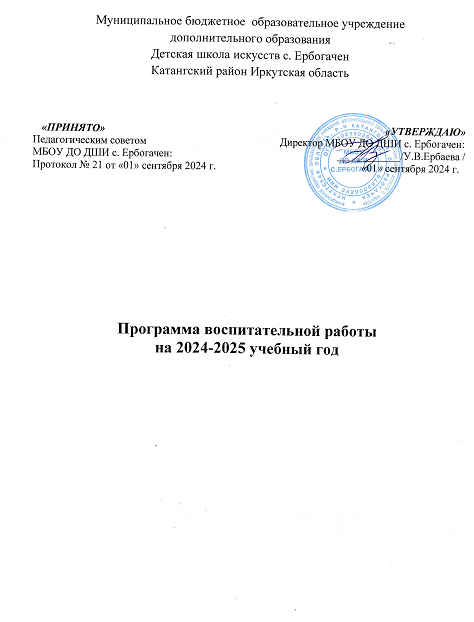 Муниципальное бюджетное образовательное учреждение
дополнительного образования
Детская школа искусств с. Ербогачен
Катангский район Иркутская область
«ПРИНЯТО»
Педагогическим советом
МБОУ ДО ДШИ с. Ербогачен:
Протокол № 21 от «01» сентября 2024 г.
«УТВЕРЖДАЮ»
Директор МБОУ ДО ДШИ с. Ербогачен:
/У.В.Ербаева /
«01» сентября 2024 г.
С.ЕРБОГАЧЕН
Программа воспитательной работы
на 2024-2025 учебный год